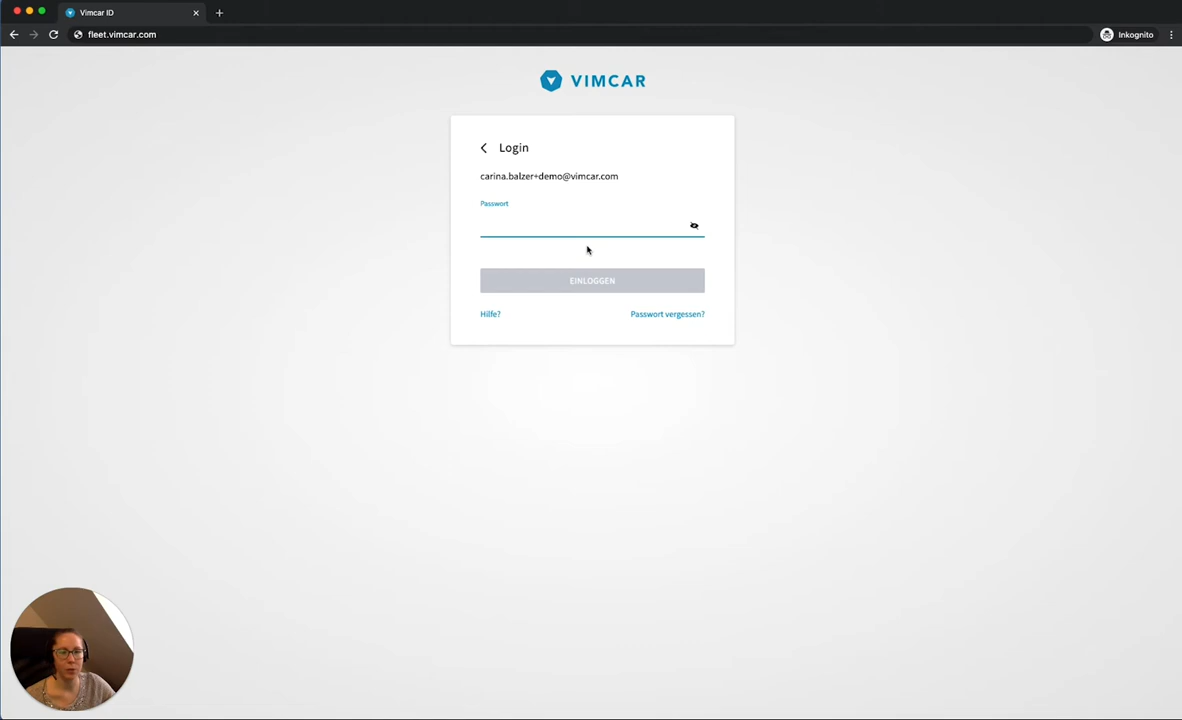 Vimcar ID
fleet.vimcar.com
Inkognito
VIMCAR
Login
carina.balzer+demo@vimcar.com
Passwort
EINLOGGEN
Hilfe?
Passwort vergessen?